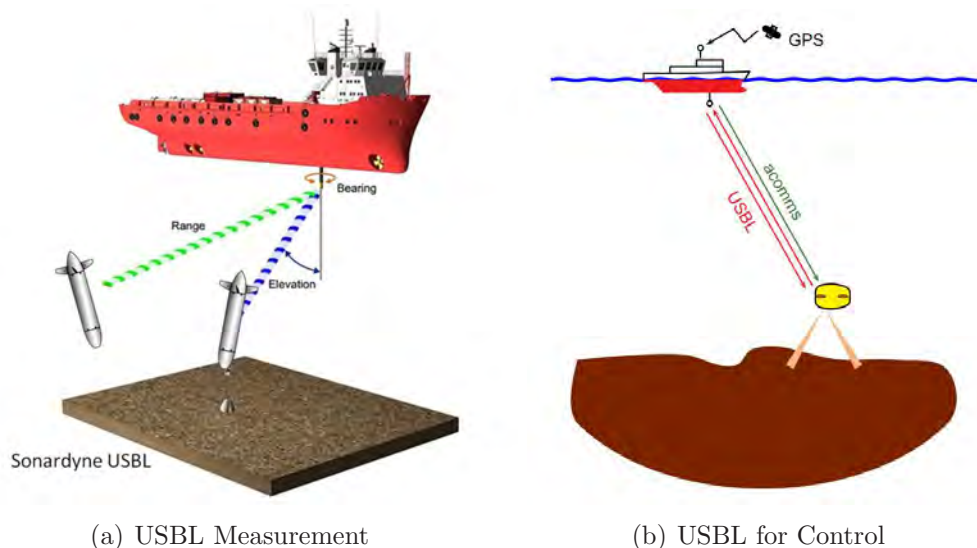 Bearing
Range
Elevation
Sonardyne USBL
(a) USBL Measurement
GPS
acomms
USBL
(b) USBL for Control